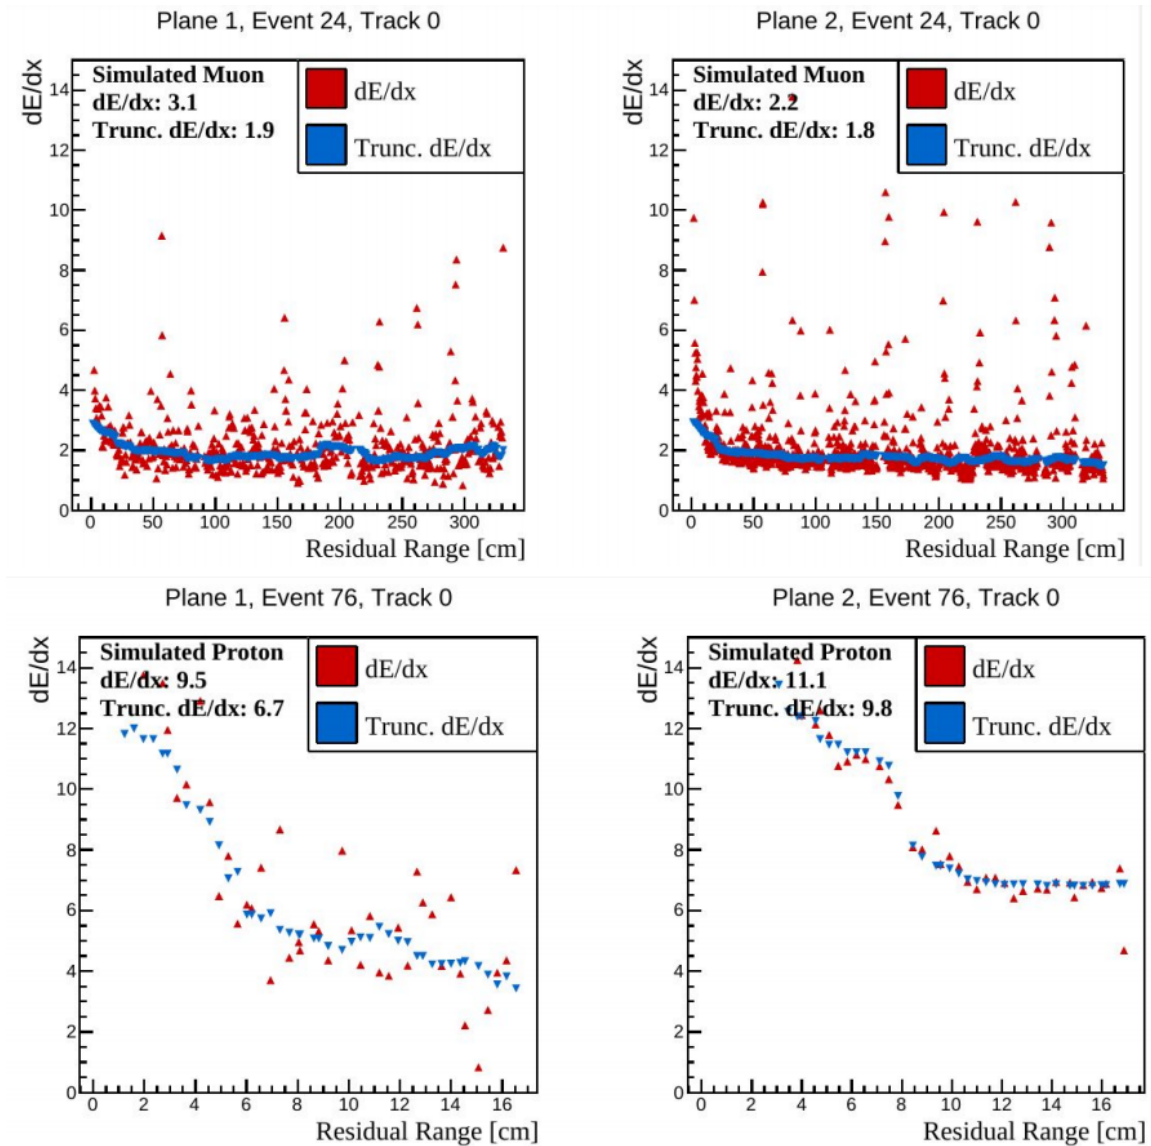 Plane 1, Event 24, Track 0
dE/dx
Simulated Muon
dE/dx: 3.1
Trunc. dE/dx: 1.9
dE/dx
Trunc. dE/dx
14
12
10
8
6
4
2
0
0 50 100 150 200 250 300
Residual Range [cm]
Plane 2, Event 24, Track 0
dE/dx
Simulated Muon
dE/dx: 2.2
Trunc. dE/dx: 1.8
dE/dx
Trunc. dE/dx
14
12
10
8
6
4
2
0
0 50 100 150 200 250 300
Residual Range [cm]
Plane 1, Event 76, Track 0
dE/dx
Simulated Proton
dE/dx: 9.5
Trunc. dE/dx: 6.7
dE/dx
Trunc. dE/dx
14
12
10
8
6
4
2
0
0 2 4 6 8 10 12 14 16
Residual Range [cm]
Plane 2, Event 76, Track 0
dE/dx
Simulated Proton
dE/dx: 11.1
Trunc. dE/dx: 9.8
dE/dx
Trunc. dE/dx
14
12
10
8
6
4
2
0
0 2 4 6 8 10 12 14 16
Residual Range [cm]